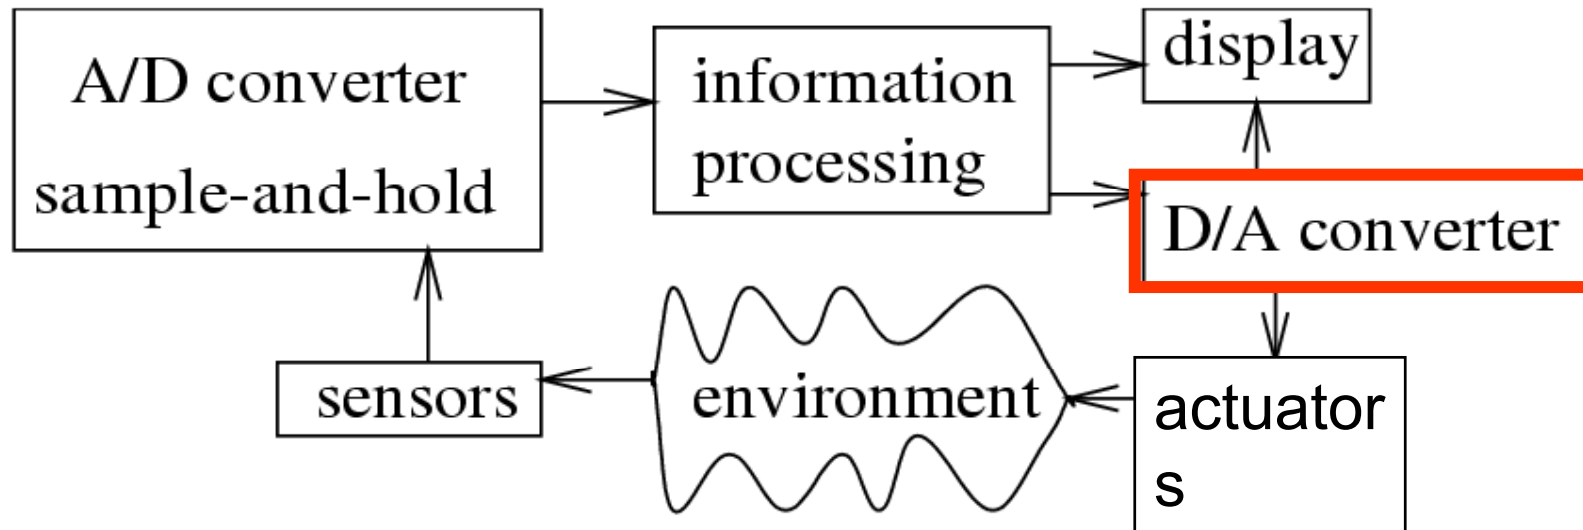 A/D converter
sample-and-hold
information
processing
display
D/A converter
sensors
environment
actuator
s